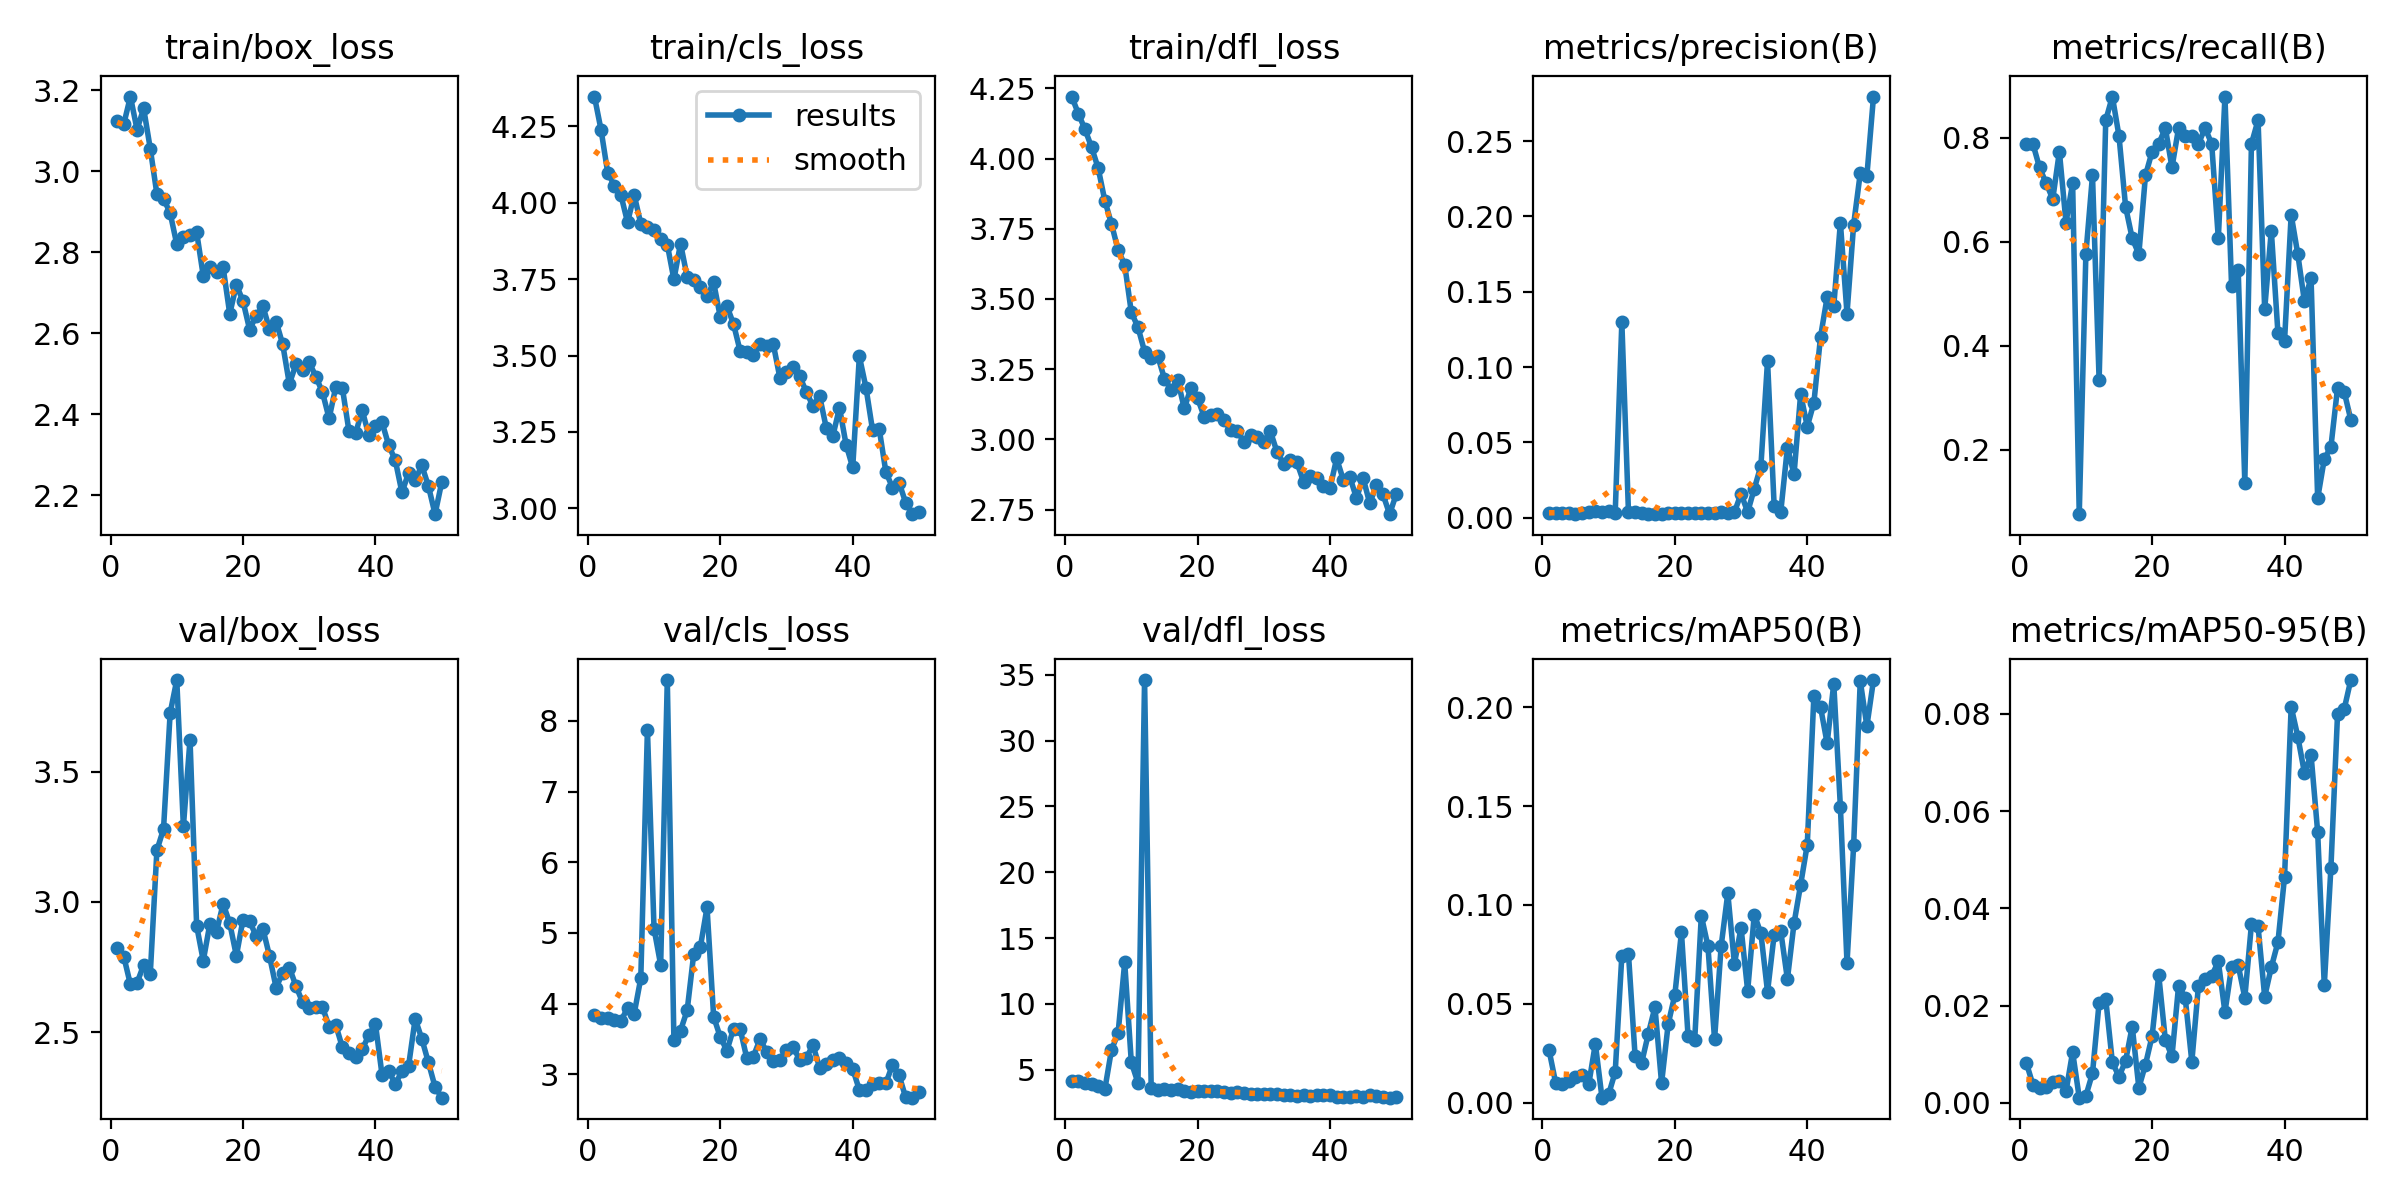 train/box_loss
3.2
3.0
2.8
2.6
2.4
2.2
0 20 40
train/cls_loss
results
smooth
4.25
4.00
3.75
3.50
3.25
3.00
0 20 40
train/dfl_loss
4.25
4.00
3.75
3.50
3.25
3.00
2.75
0 20 40
metrics/precision(B)
0.25
0.20
0.15
0.10
0.05
0.00
0 20 40
metrics/recall(B)
0.8
0.6
0.4
0.2
0 20 40
val/box_loss
3.5
3.0
2.5
0 20 40
val/cls_loss
8
7
6
5
4
3
0 20 40
val/dfl_loss
35
30
25
20
15
10
5
0 20 40
metrics/mAP50(B)
0.20
0.15
0.10
0.05
0.00
0 20 40
metrics/mAP50-95(B)
0.08
0.06
0.04
0.02
0.00
0 20 40